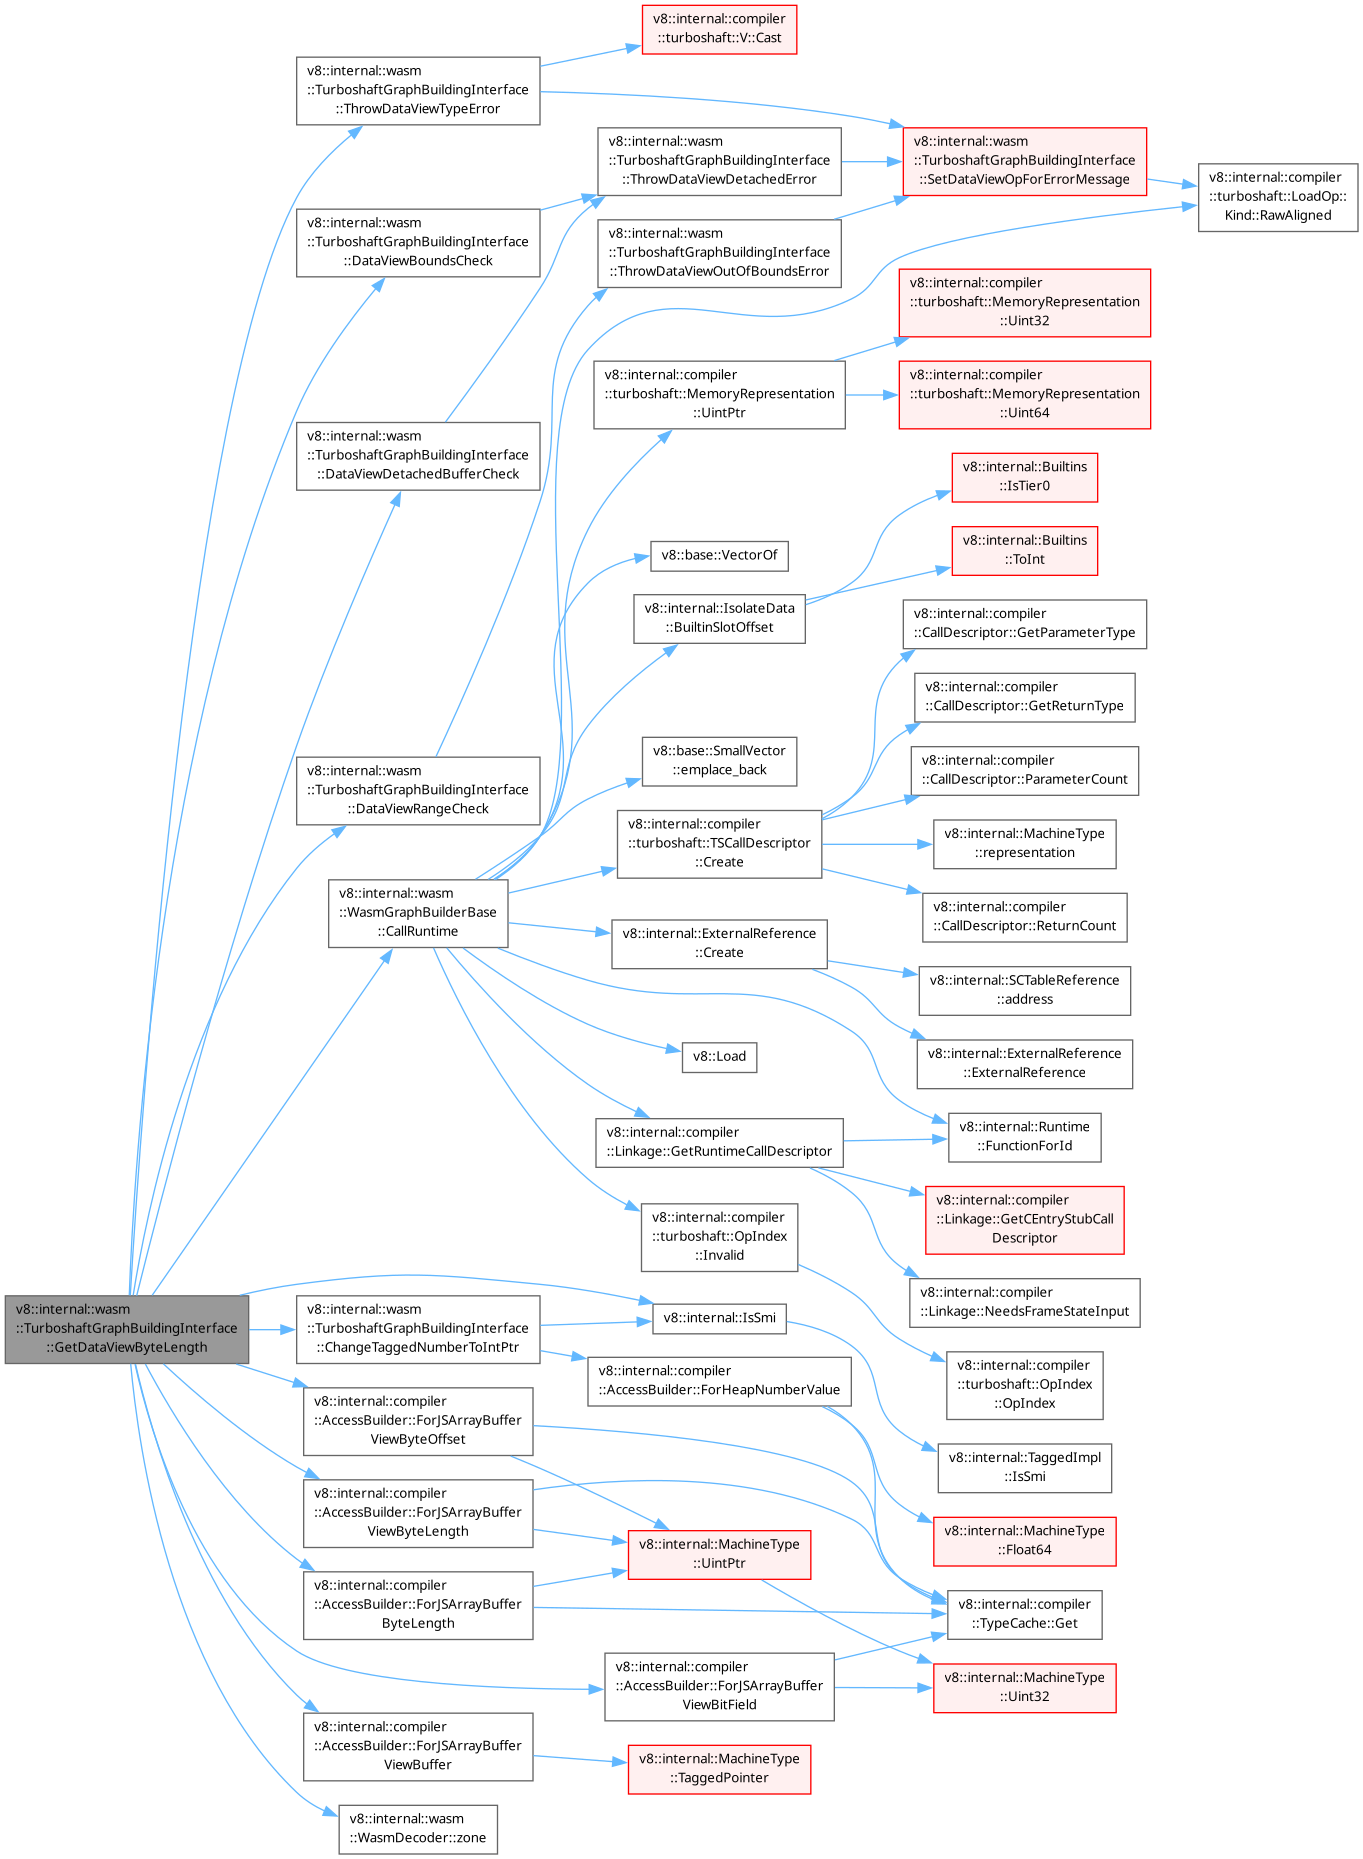 v8::internal::compiler
::turboshaft::V::Cast
v8::internal::wasm
::TurboshaftGraphBuildingInterface
::ThrowDataViewTypeError
v8::internal::wasm
::TurboshaftGraphBuildingInterface
::ThrowDataViewDetachedError
v8::internal::wasm
::TurboshaftGraphBuildingInterface
::SetDataViewOpForErrorMessage
v8::internal::compiler
::turboshaft::LoadOp::
Kind::RawAligned
v8::internal::wasm
::TurboshaftGraphBuildingInterface
::DataViewBoundsCheck
v8::internal::wasm
::TurboshaftGraphBuildingInterface
::ThrowDataViewOutOfBoundsError
v8::internal::compiler
::turboshaft::MemoryRepresentation
::Uint32
v8::internal::compiler
::turboshaft::MemoryRepresentation
::UintPtr
v8::internal::compiler
::turboshaft::MemoryRepresentation
::Uint64
v8::internal::wasm
::TurboshaftGraphBuildingInterface
::DataViewDetachedBufferCheck
v8::internal::Builtins
::IsTier0
v8::base::VectorOf
v8::internal::Builtins
::ToInt
v8::internal::IsolateData
::BuiltinSlotOffset
v8::internal::compiler
::CallDescriptor::GetParameterType
v8::internal::compiler
::CallDescriptor::GetReturnType
v8::internal::wasm
::TurboshaftGraphBuildingInterface
::DataViewRangeCheck
v8::base::SmallVector
::emplace_back
v8::internal::compiler
::CallDescriptor::ParameterCount
v8::internal::compiler
::turboshaft::TSCallDescriptor
::Create
v8::internal::MachineType
::representation
v8::internal::wasm
::WasmGraphBuilderBase
::CallRuntime
v8::internal::compiler
::CallDescriptor::ReturnCount
v8::internal::ExternalReference
::Create
v8::internal::SCTableReference
::address
v8::Load
v8::internal::ExternalReference
::ExternalReference
v8::internal::compiler
::Linkage::GetRuntimeCallDescriptor
v8::internal::Runtime
::FunctionForId
v8::internal::compiler
::Linkage::GetCEntryStubCall
Descriptor
v8::internal::compiler
::turboshaft::OpIndex
::Invalid
v8::internal::compiler
::Linkage::NeedsFrameStateInput
v8::internal::wasm
::TurboshaftGraphBuildingInterface
::GetDataViewByteLength
v8::internal::wasm
::TurboshaftGraphBuildingInterface
::ChangeTaggedNumberToIntPtr
v8::internal::IsSmi
v8::internal::compiler
::turboshaft::OpIndex
::OpIndex
v8::internal::compiler
::AccessBuilder::ForHeapNumberValue
v8::internal::compiler
::AccessBuilder::ForJSArrayBuffer
ViewByteOffset
v8::internal::TaggedImpl
::IsSmi
v8::internal::compiler
::AccessBuilder::ForJSArrayBuffer
ViewByteLength
v8::internal::MachineType
::UintPtr
v8::internal::MachineType
::Float64
v8::internal::compiler
::AccessBuilder::ForJSArrayBuffer
ByteLength
v8::internal::compiler
::TypeCache::Get
v8::internal::compiler
::AccessBuilder::ForJSArrayBuffer
ViewBitField
v8::internal::MachineType
::Uint32
v8::internal::compiler
::AccessBuilder::ForJSArrayBuffer
ViewBuffer
v8::internal::MachineType
::TaggedPointer
v8::internal::wasm
::WasmDecoder::zone